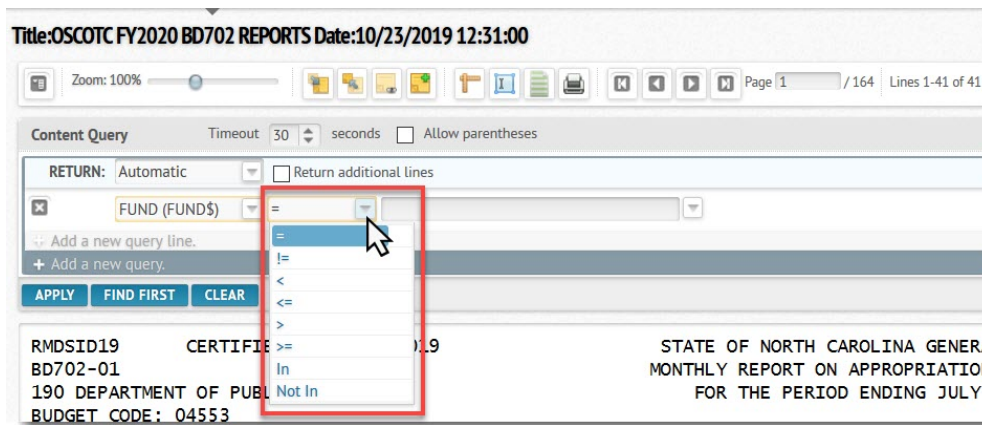 Title:OSCOTC FY2020 BD702 REPORTS Date:10/23/2019 12:31:00
Zoom: 100% Page 1 / 164 Lines 1-41 of 41
Content Query Timeout 30 seconds Allow parentheses
RETURN: Automatic Return additional lines
FUND (FUND$) =
=
Add a new query line.
!=
+ Add a new query.
<
APPLY FIND FIRST CLEAR
<=
>
RMDSID19 CERTIFIE >= 19 STATE OF NORTH CAROLINA GENER
BD702-01 In MONTHLY REPORT ON APPROPRIATIO
190 DEPARTMENT OF PUBL Not In FOR THE PERIOD ENDING JULY
BUDGET CODE: 04553